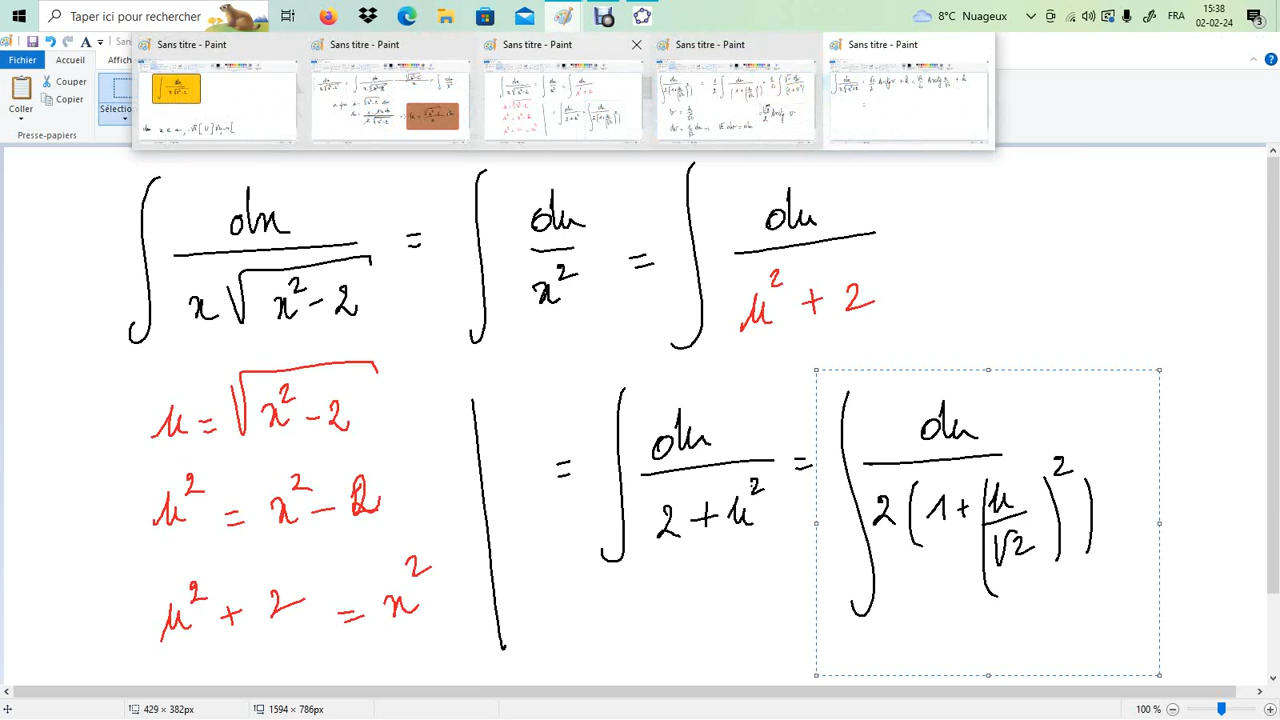 Taper ici pour rechercher
8°C Nuageux
FRA
15:38
02-02-24
3
Sans titre - Paint
Sans titre - Paint
Sans titre - Paint
Sans titre - Paint
Sans titre - Paint
Fichier
Accueil
Coller
Couper
Copier
Presse-papiers
∫ dx / (x√(x² - 2)) = ∫ du / x² = ∫ du / (u² + 2)
u = √(x² - 2)
u² = x² - 2
u² + 2 = x²
= ∫ du / (2 + u²) = ∫ du / (2(1 + (u/√2)²))
429 × 382px
1594 × 786px
100 %